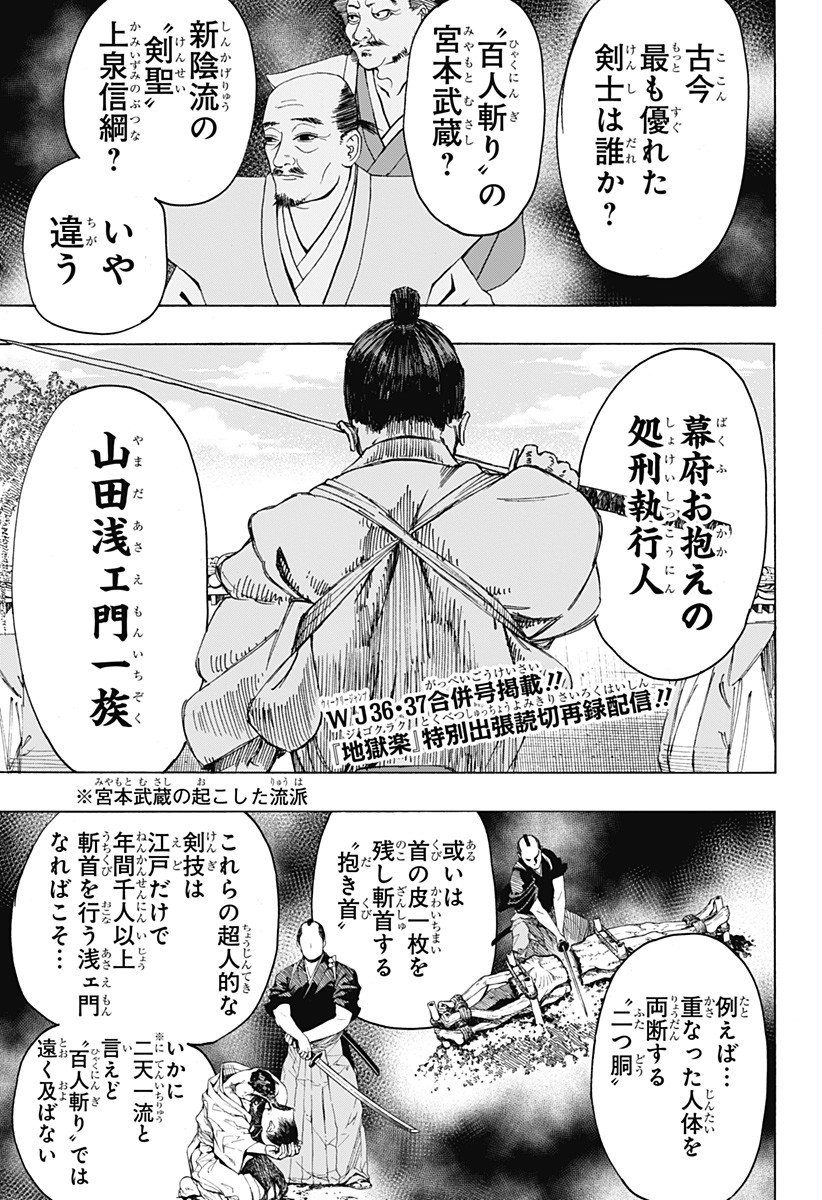 古今
最も優れた
剣士は誰か?
〝百人斬り〟の
宮本武蔵?
新陰流の
〝剣聖〟
上泉信綱?
いや
違う
幕府お抱えの
処刑執行人
山田浅ェ門一族
WJ36・37合併号掲載!!
『地獄楽』特別出張読切再録配信!!
※宮本武蔵の起こした流派
例えば…
重なった人体を
両断する
〝二つ胴〟
或いは
首の皮一枚を
残し斬首する
〝抱き首〟
これらの超人的な
剣技は
江戸だけで
年間千人以上
斬首を行う浅ェ門
なればこそ…
いかに
※二天一流と
言えど
〝百人斬り〟では
遠く及ばない